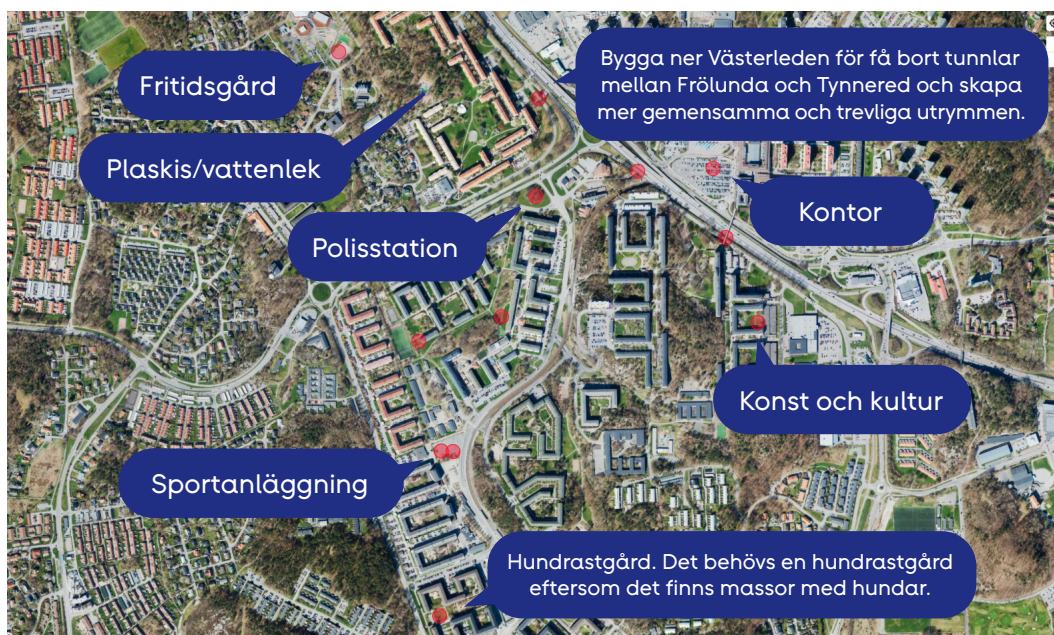 Fritidsgård
Bygga ner Västerleden för få bort tunnlar
mellan Frölunda och Tynnered och skapa
mer gemensamma och trevliga utrymmen.
Plaskis/vattenlek
Kontor
Polisstation
Konst och kultur
Sportanläggning
Hundrastgård. Det behövs en hundrastgård
eftersom det finns massor med hundar.